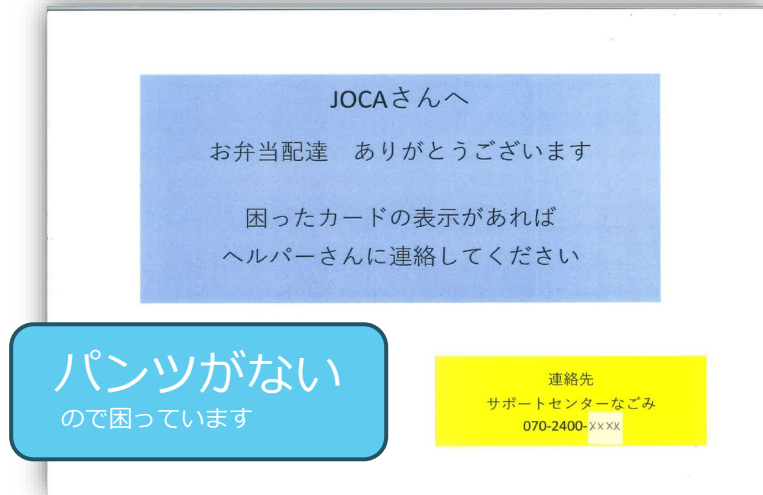 JOCAさんへ
お弁当配達　ありがとうございます
困ったカードの表示があれば
ヘルパーさんに連絡してください
パンツがない
ので困っています
連絡先
サポートセンターなごみ
070-2400-××××